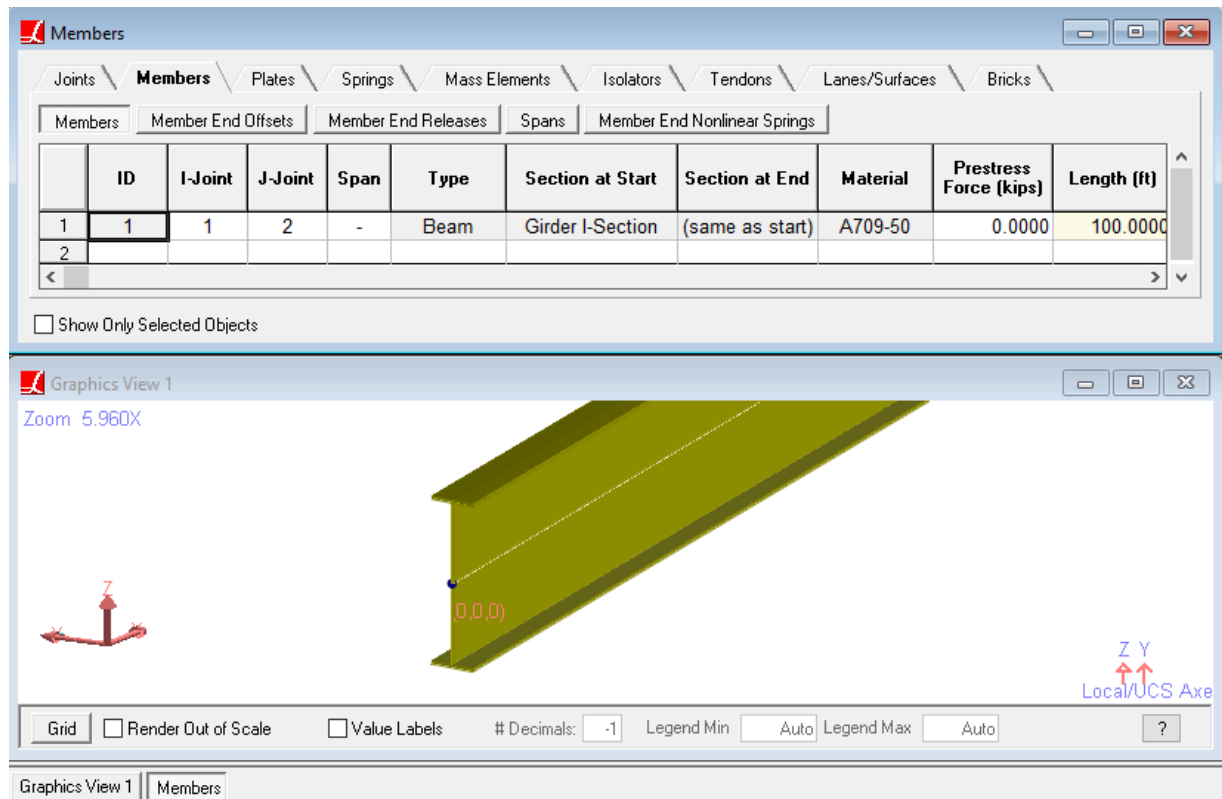 Members
Joints Members Plates Springs Mass Elements Isolators Tendons Lanes/Surfaces Bricks
Members Member End Offsets Member End Releases Spans Member End Nonlinear Springs
ID I-Joint J-Joint Span Type Section at Start Section at End Material Prestress Force (kips) Length (ft)
1 1 1 2 - Beam Girder I-Section (same as start) A709-50 0.0000 100.0000
2
Show Only Selected Objects
Graphics View 1
Zoom 5.960X
,0,0,0)
Z
Z Y
Local/UCS Axe
Grid Render Out of Scale Value Labels # Decimals: -1 Legend Min Auto Legend Max Auto ?
Graphics View 1 Members